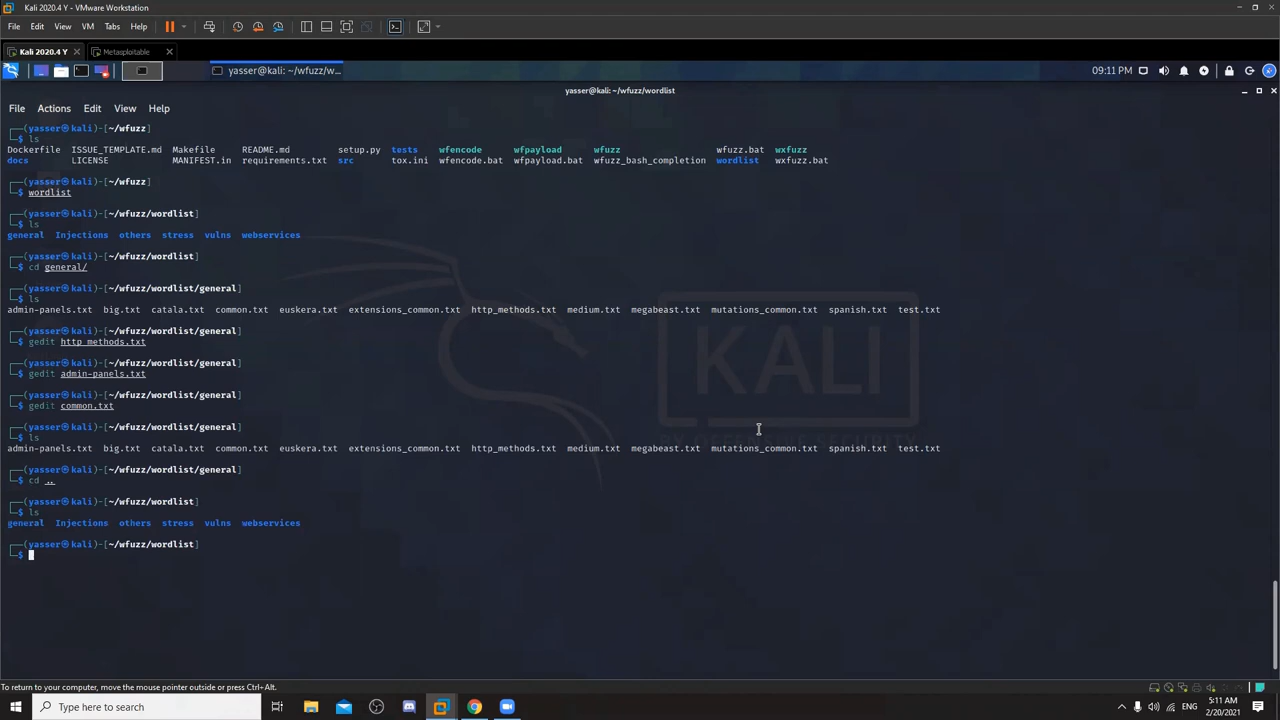 Kali 2020.4 Y - VMware Workstation
File Edit View VM Tabs Help
Kali 2020.4 Y Metasploitable
yasser@kali: ~/wfuzz/w... 09:11 PM
yasser@kali: ~/wfuzz/wordlist
File Actions Edit View Help
┌──(yasser㉿kali)-[~/wfuzz]
└─$ ls
Dockerfile ISSUE_TEMPLATE.md Makefile README.md setup.py tests wfencode wfpayload wfuzz wfuzz.bat wxfuzz
docs LICENSE MANIFEST.in requirements.txt src tox.ini wfencode.bat wfpayload.bat wfuzz_bash_completion wordlist wxfuzz.bat
┌──(yasser㉿kali)-[~/wfuzz]
└─$ wordlist
┌──(yasser㉿kali)-[~/wfuzz/wordlist]
└─$ ls
general Injections others stress vulns webservices
┌──(yasser㉿kali)-[~/wfuzz/wordlist]
└─$ cd general/
┌──(yasser㉿kali)-[~/wfuzz/wordlist/general]
└─$ ls
admin-panels.txt big.txt catala.txt common.txt euskera.txt extensions_common.txt http_methods.txt medium.txt megabeast.txt mutations_common.txt spanish.txt test.txt
┌──(yasser㉿kali)-[~/wfuzz/wordlist/general]
└─$ gedit http_methods.txt
┌──(yasser㉿kali)-[~/wfuzz/wordlist/general]
└─$ gedit admin-panels.txt
┌──(yasser㉿kali)-[~/wfuzz/wordlist/general]
└─$ gedit common.txt
┌──(yasser㉿kali)-[~/wfuzz/wordlist/general]
└─$ ls
admin-panels.txt big.txt catala.txt common.txt euskera.txt extensions_common.txt http_methods.txt medium.txt megabeast.txt mutations_common.txt spanish.txt test.txt
┌──(yasser㉿kali)-[~/wfuzz/wordlist/general]
└─$ cd ..
┌──(yasser㉿kali)-[~/wfuzz/wordlist]
└─$ ls
general Injections others stress vulns webservices
┌──(yasser㉿kali)-[~/wfuzz/wordlist]
└─$
KALI
BY OFFENSIVE SECURITY
To return to your computer, move the mouse pointer outside or press Ctrl+Alt.
Type here to search
ENG 5:11 AM
2/20/2021